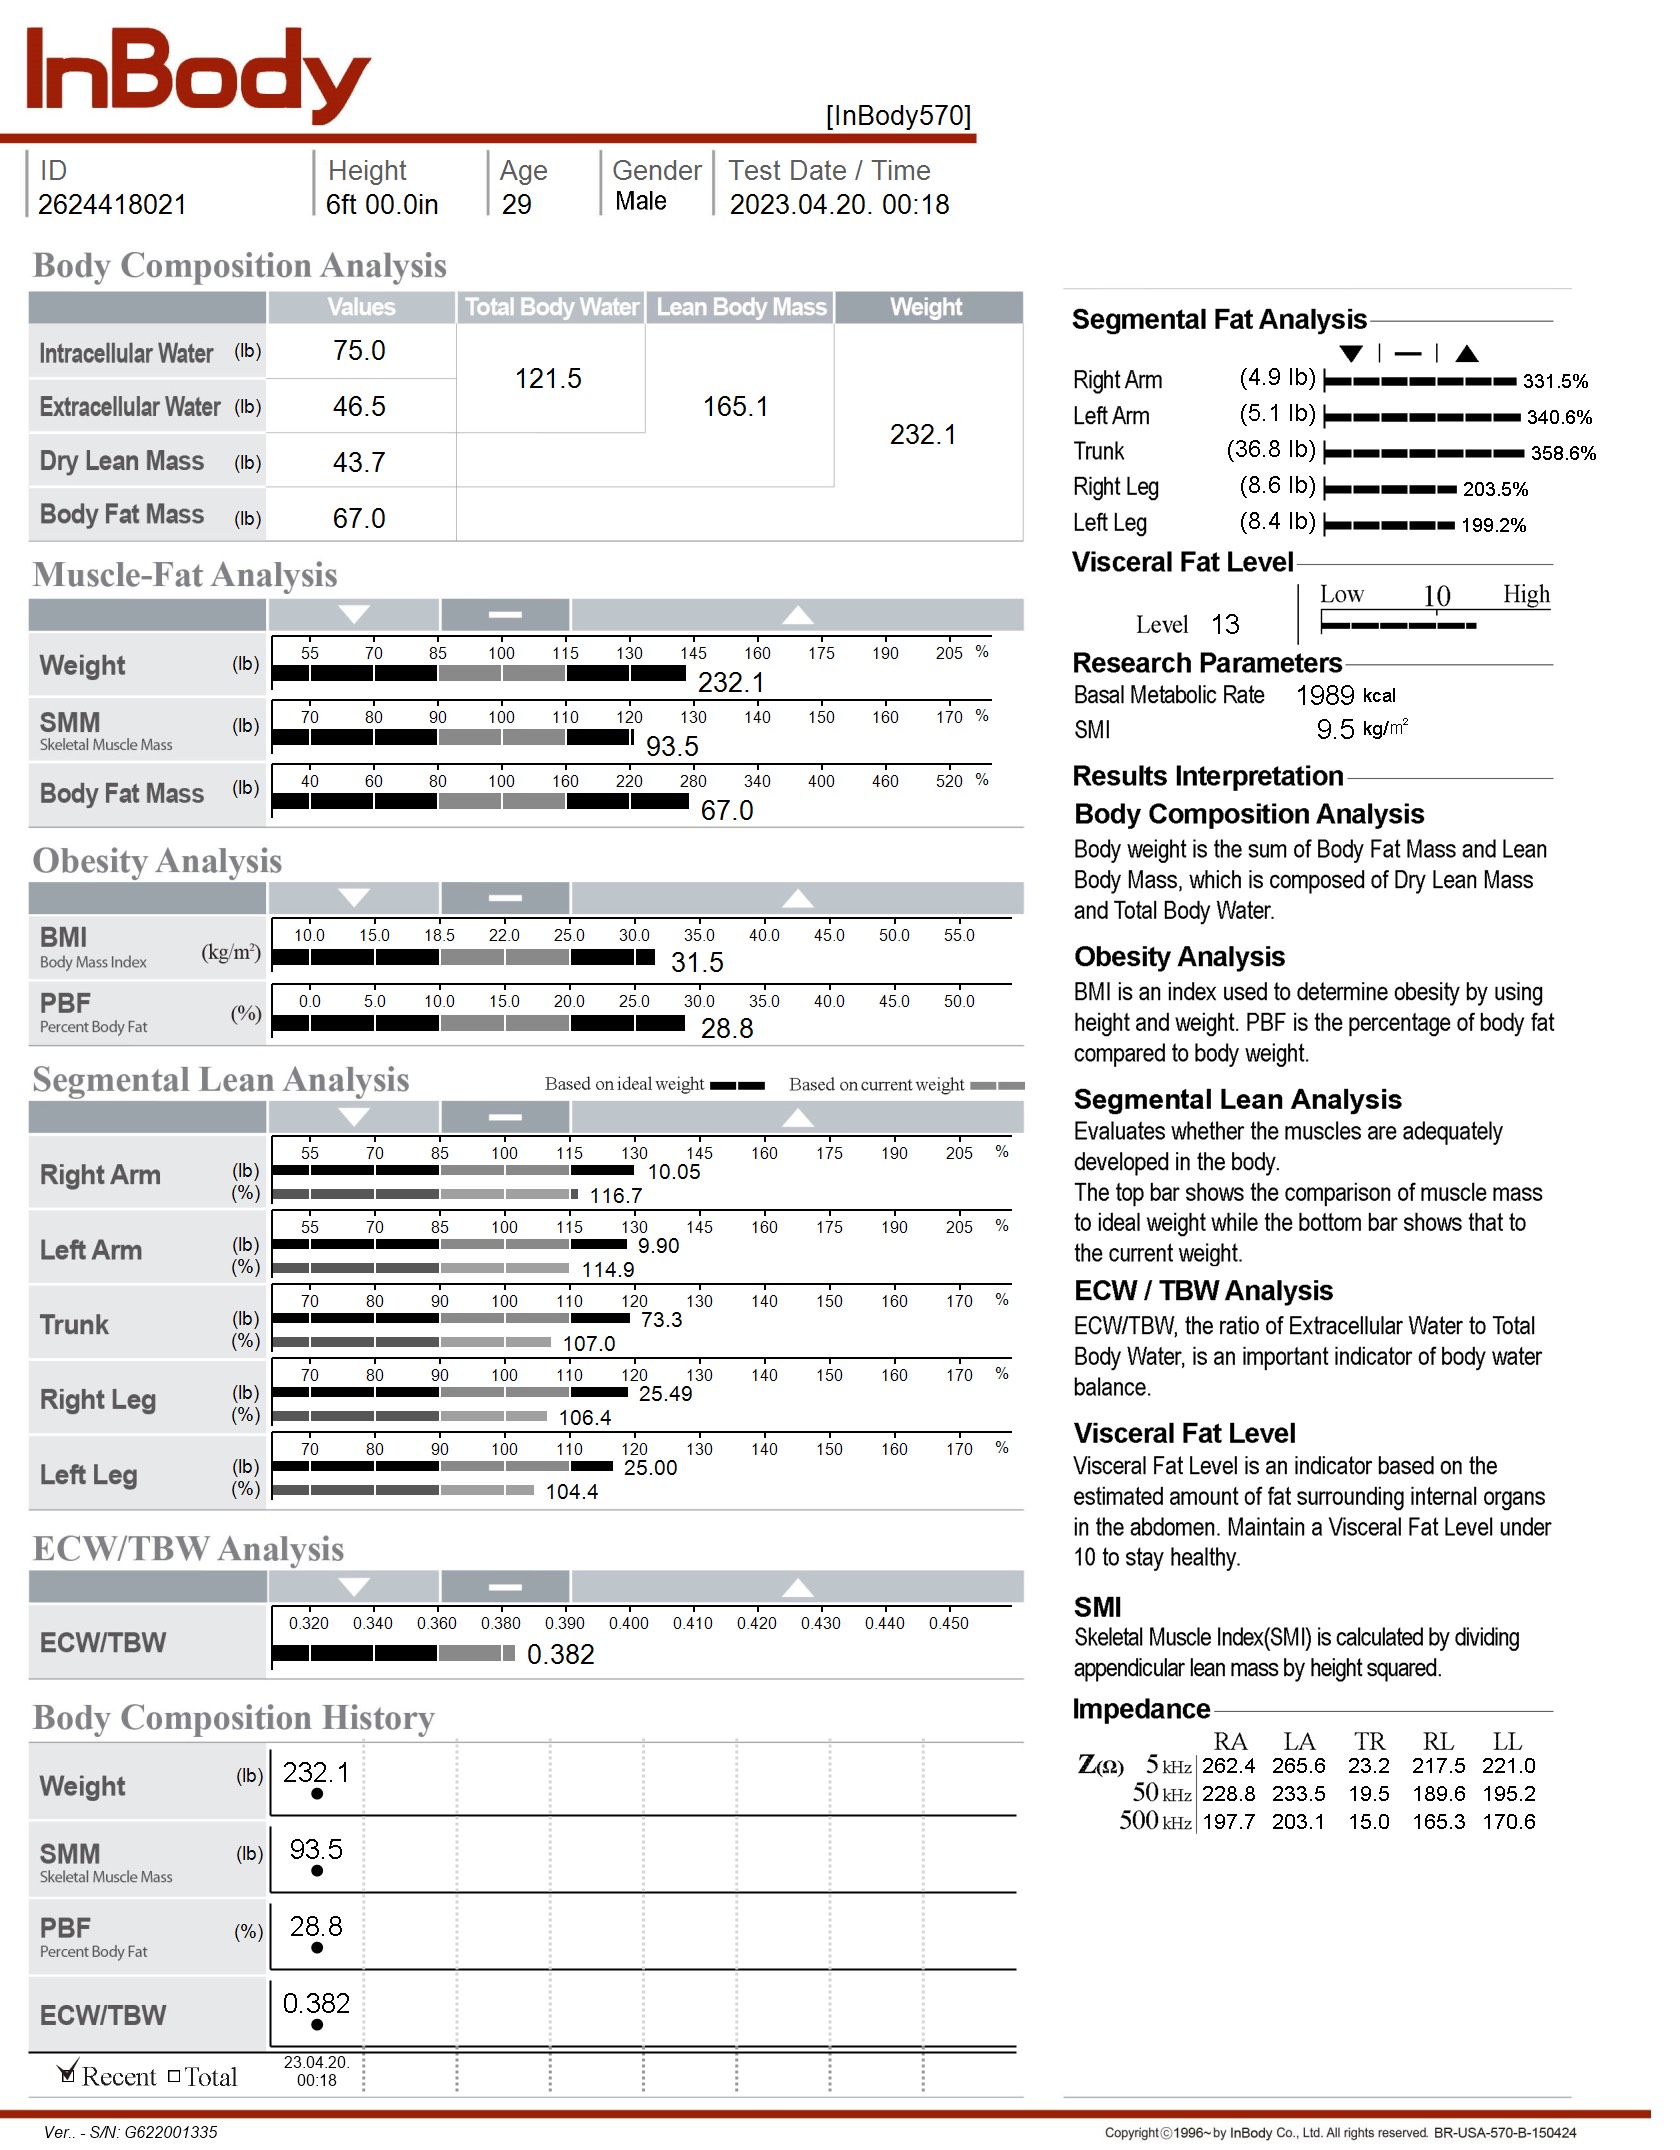 InBody
[InBody570]
ID Height Age Gender Test Date / Time
2624418021 6ft 00.0in 29 Male 2023.04.20. 00:18
Body Composition Analysis
Values Total Body Water Lean Body Mass Weight
Intracellular Water (lb) 75.0
121.5
Extracellular Water (lb) 46.5 165.1
232.1
Dry Lean Mass (lb) 43.7
Body Fat Mass (lb) 67.0
Muscle-Fat Analysis
55 70 85 100 115 130 145 160 175 190 205 %
Weight (lb) 232.1
70 80 90 100 110 120 130 140 150 160 170 %
SMM (lb) 93.5
Skeletal Muscle Mass
40 60 80 100 160 220 280 340 400 460 520 %
Body Fat Mass (lb) 67.0
Obesity Analysis
10.0 15.0 18.5 22.0 25.0 30.0 35.0 40.0 45.0 50.0 55.0
BMI (kg/m²) 31.5
Body Mass Index
0.0 5.0 10.0 15.0 20.0 25.0 30.0 35.0 40.0 45.0 50.0
PBF (%) 28.8
Percent Body Fat
Segmental Lean Analysis Based on ideal weight Based on current weight
55 70 85 100 115 130 145 160 175 190 205 %
Right Arm (lb) 10.05
(%) 116.7
55 70 85 100 115 130 145 160 175 190 205 %
Left Arm (lb) 9.90
(%) 114.9
70 80 90 100 110 120 130 140 150 160 170 %
Trunk (lb) 73.3
(%) 107.0
70 80 90 100 110 120 130 140 150 160 170 %
Right Leg (lb) 25.49
(%) 106.4
70 80 90 100 110 120 130 140 150 160 170 %
Left Leg (lb) 25.00
(%) 104.4
ECW/TBW Analysis
0.320 0.340 0.360 0.380 0.390 0.400 0.410 0.420 0.430 0.440 0.450
ECW/TBW 0.382
Body Composition History
Weight (lb) 232.1
SMM (lb) 93.5
Skeletal Muscle Mass
PBF (%) 28.8
Percent Body Fat
ECW/TBW 0.382
Recent Total 23.04.20.
00:18
Segmental Fat Analysis
Right Arm (4.9 lb) 331.5%
Left Arm (5.1 lb) 340.6%
Trunk (36.8 lb) 358.6%
Right Leg (8.6 lb) 203.5%
Left Leg (8.4 lb) 199.2%
Visceral Fat Level
Low 10 High
Level 13
Research Parameters
Basal Metabolic Rate 1989 kcal
SMI 9.5 kg/m²
Results Interpretation
Body Composition Analysis
Body weight is the sum of Body Fat Mass and Lean
Body Mass, which is composed of Dry Lean Mass
and Total Body Water.
Obesity Analysis
BMI is an index used to determine obesity by using
height and weight. PBF is the percentage of body fat
compared to body weight.
Segmental Lean Analysis
Evaluates whether the muscles are adequately
developed in the body.
The top bar shows the comparison of muscle mass
to ideal weight while the bottom bar shows that to
the current weight.
ECW / TBW Analysis
ECW/TBW, the ratio of Extracellular Water to Total
Body Water, is an important indicator of body water
balance.
Visceral Fat Level
Visceral Fat Level is an indicator based on the
estimated amount of fat surrounding internal organs
in the abdomen. Maintain a Visceral Fat Level under
10 to stay healthy.
SMI
Skeletal Muscle Index(SMI) is calculated by dividing
appendicular lean mass by height squared.
Impedance
RA LA TR RL LL
Z(Ω) 5 kHz 262.4 265.6 23.2 217.5 221.0
50 kHz 228.8 233.5 19.5 189.6 195.2
500 kHz 197.7 203.1 15.0 165.3 170.6
Ver.. - S/N: G622001335
Copyright©1996~by InBody Co., Ltd. All rights reserved. BR-USA-570-B-150424